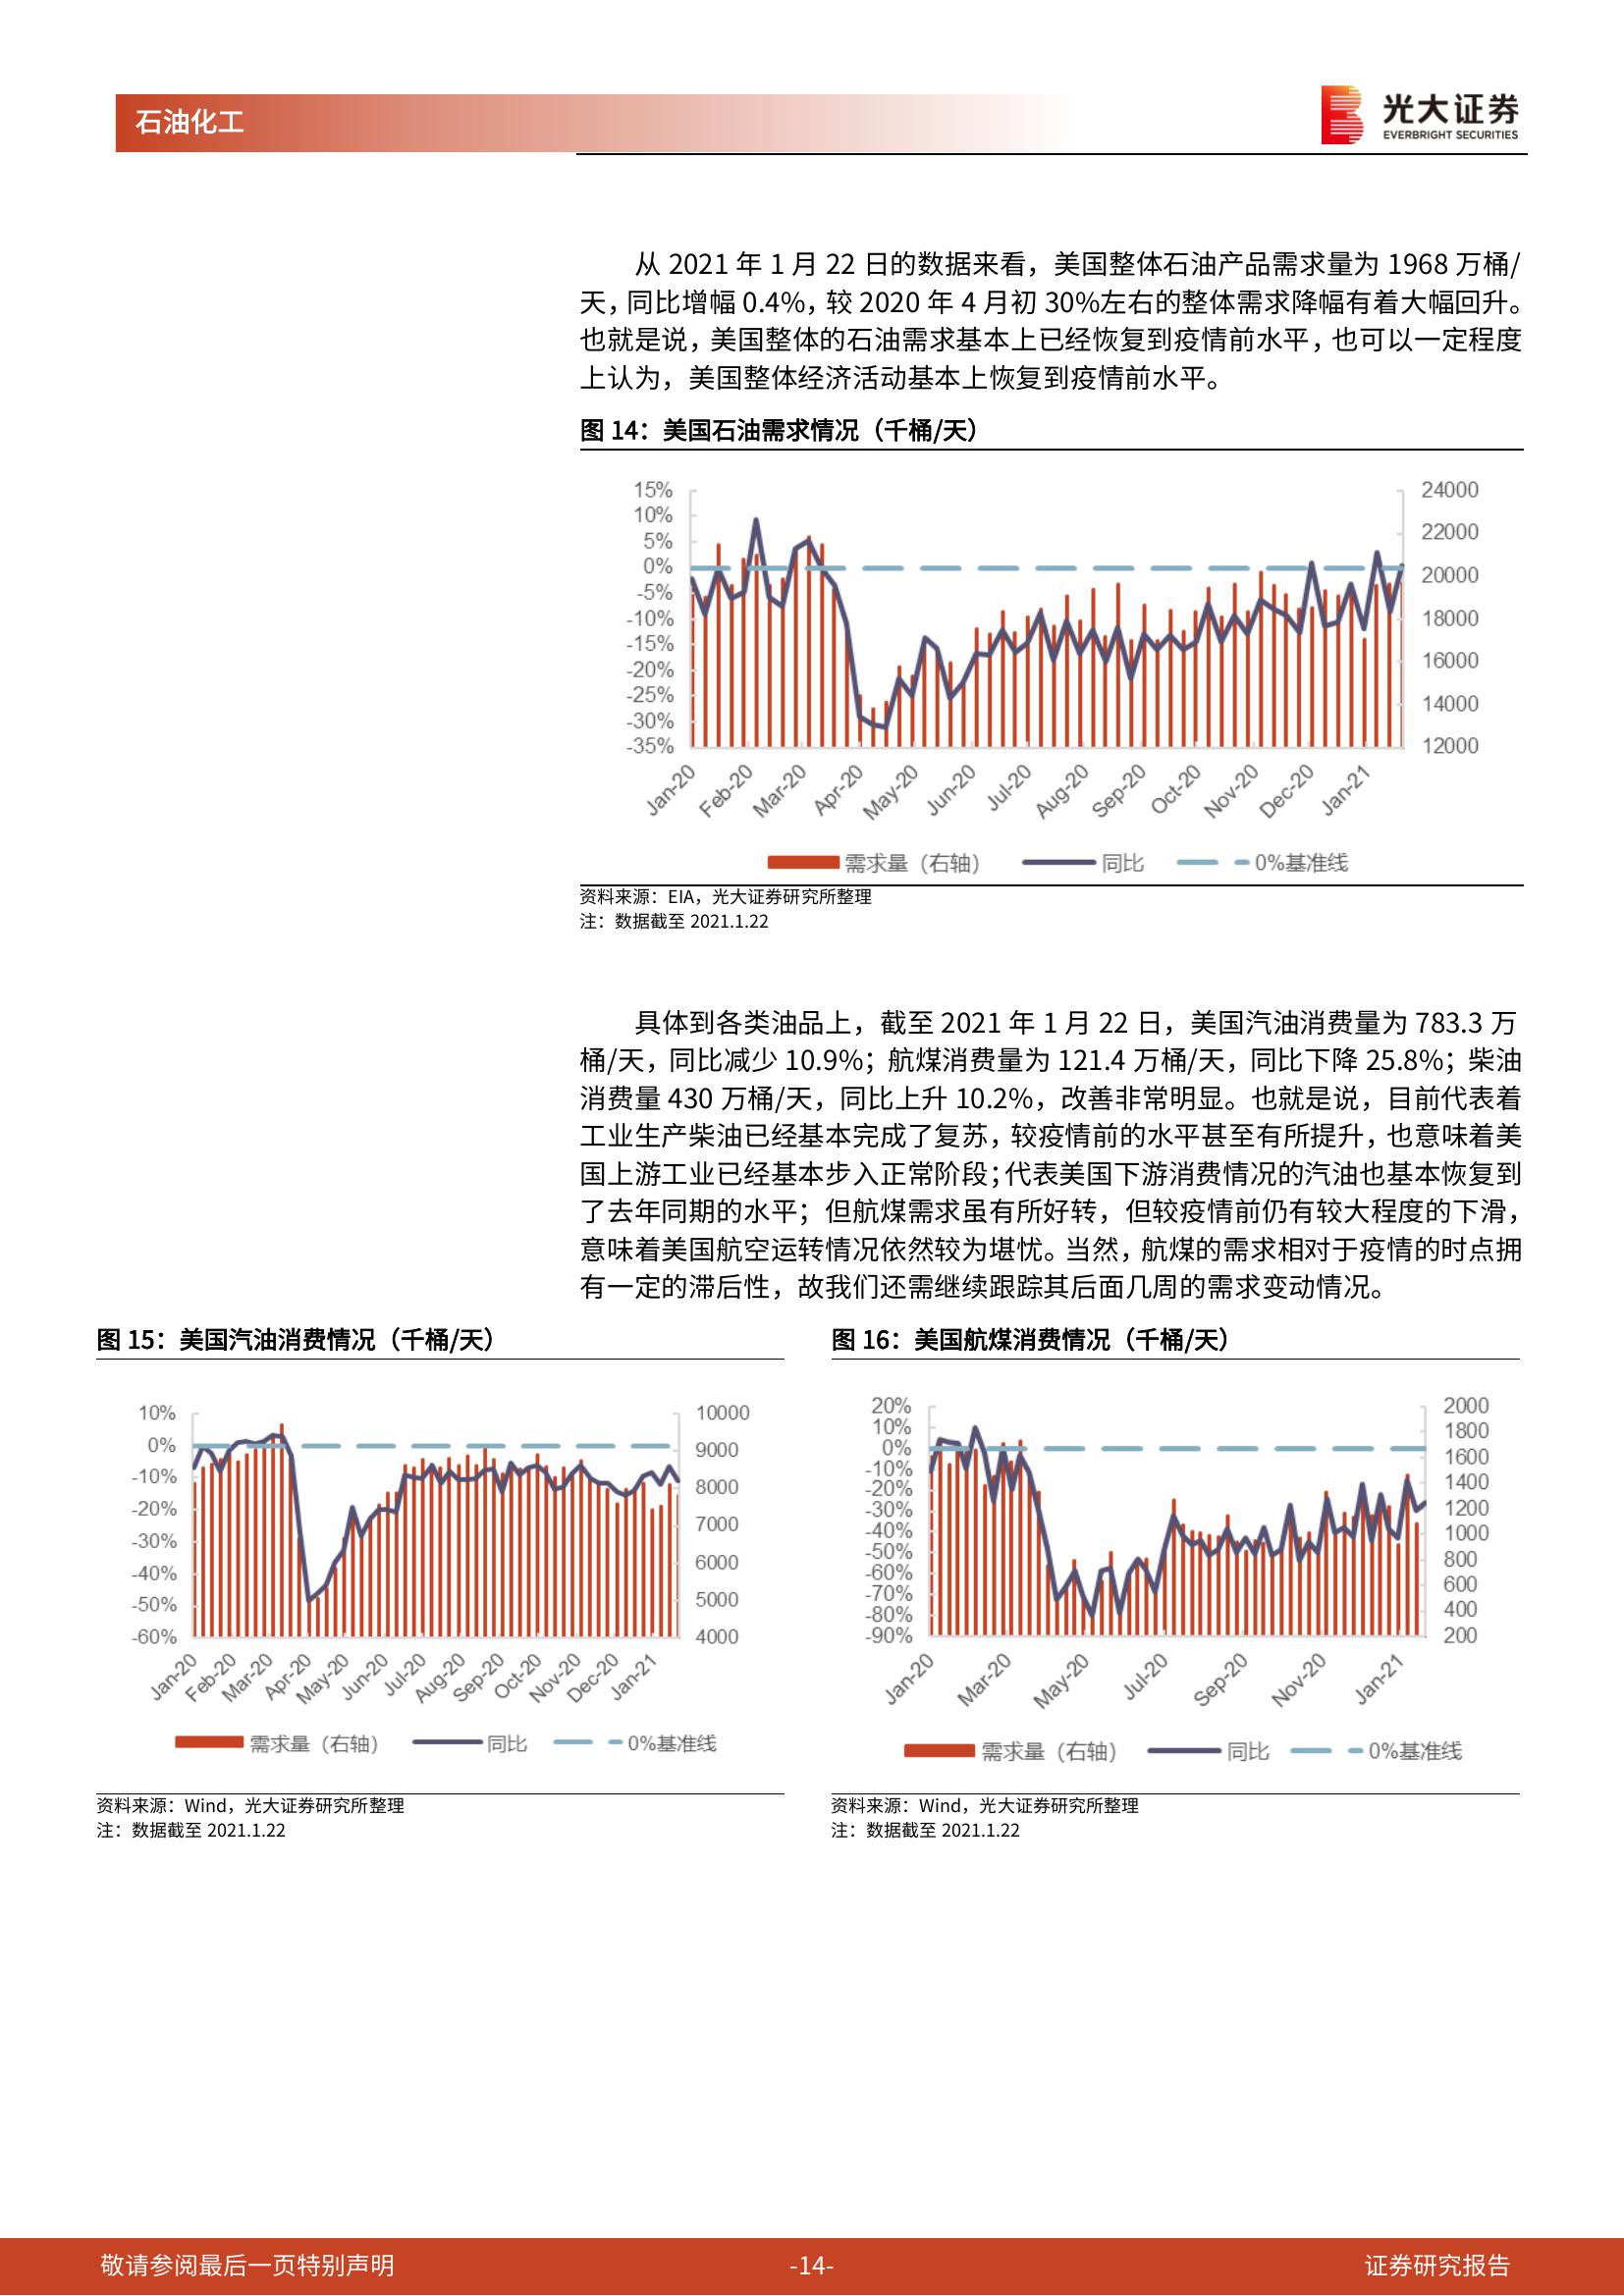 石油化工
光大证券
EVERBRIGHT SECURITIES
从 2021 年 1 月 22 日的数据来看，美国整体石油产品需求量为 1968 万桶/
天，同比增幅 0.4%，较 2020 年 4 月初 30%左右的整体需求降幅有着大幅回升。
也就是说，美国整体的石油需求基本上已经恢复到疫情前水平，也可以一定程度
上认为，美国整体经济活动基本上恢复到疫情前水平。
图 14：美国石油需求情况（千桶/天）
15%
10%
5%
0%
-5%
-10%
-15%
-20%
-25%
-30%
-35%
24000
22000
20000
18000
16000
14000
12000
Jan-20
Feb-20
Mar-20
Apr-20
May-20
Jun-20
Jul-20
Aug-20
Sep-20
Oct-20
Nov-20
Dec-20
Jan-21
需求量（右轴） 同比 0%基准线
资料来源：EIA，光大证券研究所整理
注：数据截至 2021.1.22
具体到各类油品上，截至 2021 年 1 月 22 日，美国汽油消费量为 783.3 万
桶/天，同比减少 10.9%；航煤消费量为 121.4 万桶/天，同比下降 25.8%；柴油
消费量 430 万桶/天，同比上升 10.2%，改善非常明显。也就是说，目前代表着
工业生产柴油已经基本完成了复苏，较疫情前的水平甚至有所提升，也意味着美
国上游工业已经基本步入正常阶段；代表美国下游消费情况的汽油也基本恢复到
了去年同期的水平；但航煤需求虽有所好转，但较疫情前仍有较大程度的下滑，
意味着美国航空运转情况依然较为堪忧。当然，航煤的需求相对于疫情的时点拥
有一定的滞后性，故我们还需继续跟踪其后面几周的需求变动情况。
图 15：美国汽油消费情况（千桶/天）
10%
0%
-10%
-20%
-30%
-40%
-50%
-60%
10000
9000
8000
7000
6000
5000
4000
Jan-20
Feb-20
Mar-20
Apr-20
May-20
Jun-20
Jul-20
Aug-20
Sep-20
Oct-20
Nov-20
Dec-20
Jan-21
需求量（右轴） 同比 0%基准线
资料来源：Wind，光大证券研究所整理
注：数据截至 2021.1.22
图 16：美国航煤消费情况（千桶/天）
20%
10%
0%
-10%
-20%
-30%
-40%
-50%
-60%
-70%
-80%
-90%
2000
1800
1600
1400
1200
1000
800
600
400
200
Jan-20
Mar-20
May-20
Jul-20
Sep-20
Nov-20
Jan-21
需求量（右轴） 同比 0%基准线
资料来源：Wind，光大证券研究所整理
注：数据截至 2021.1.22
敬请参阅最后一页特别声明
-14-
证券研究报告